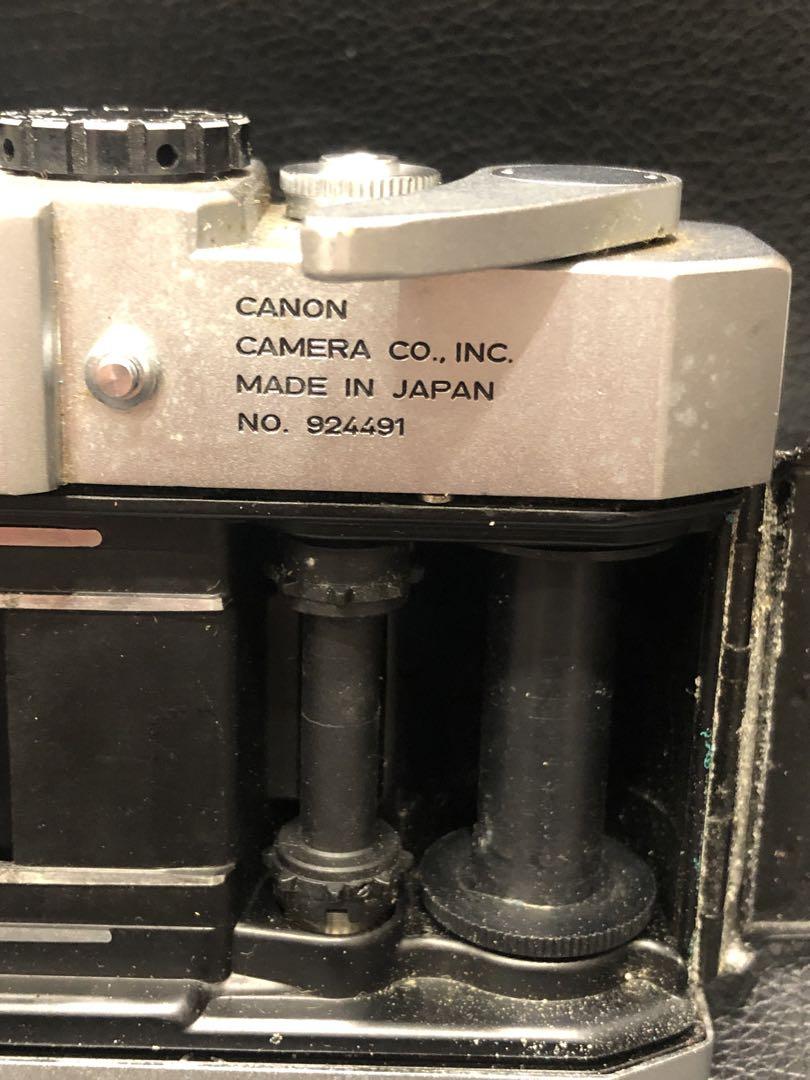 CANON
CAMERA CO., INC.
MADE IN JAPAN
NO. 924491